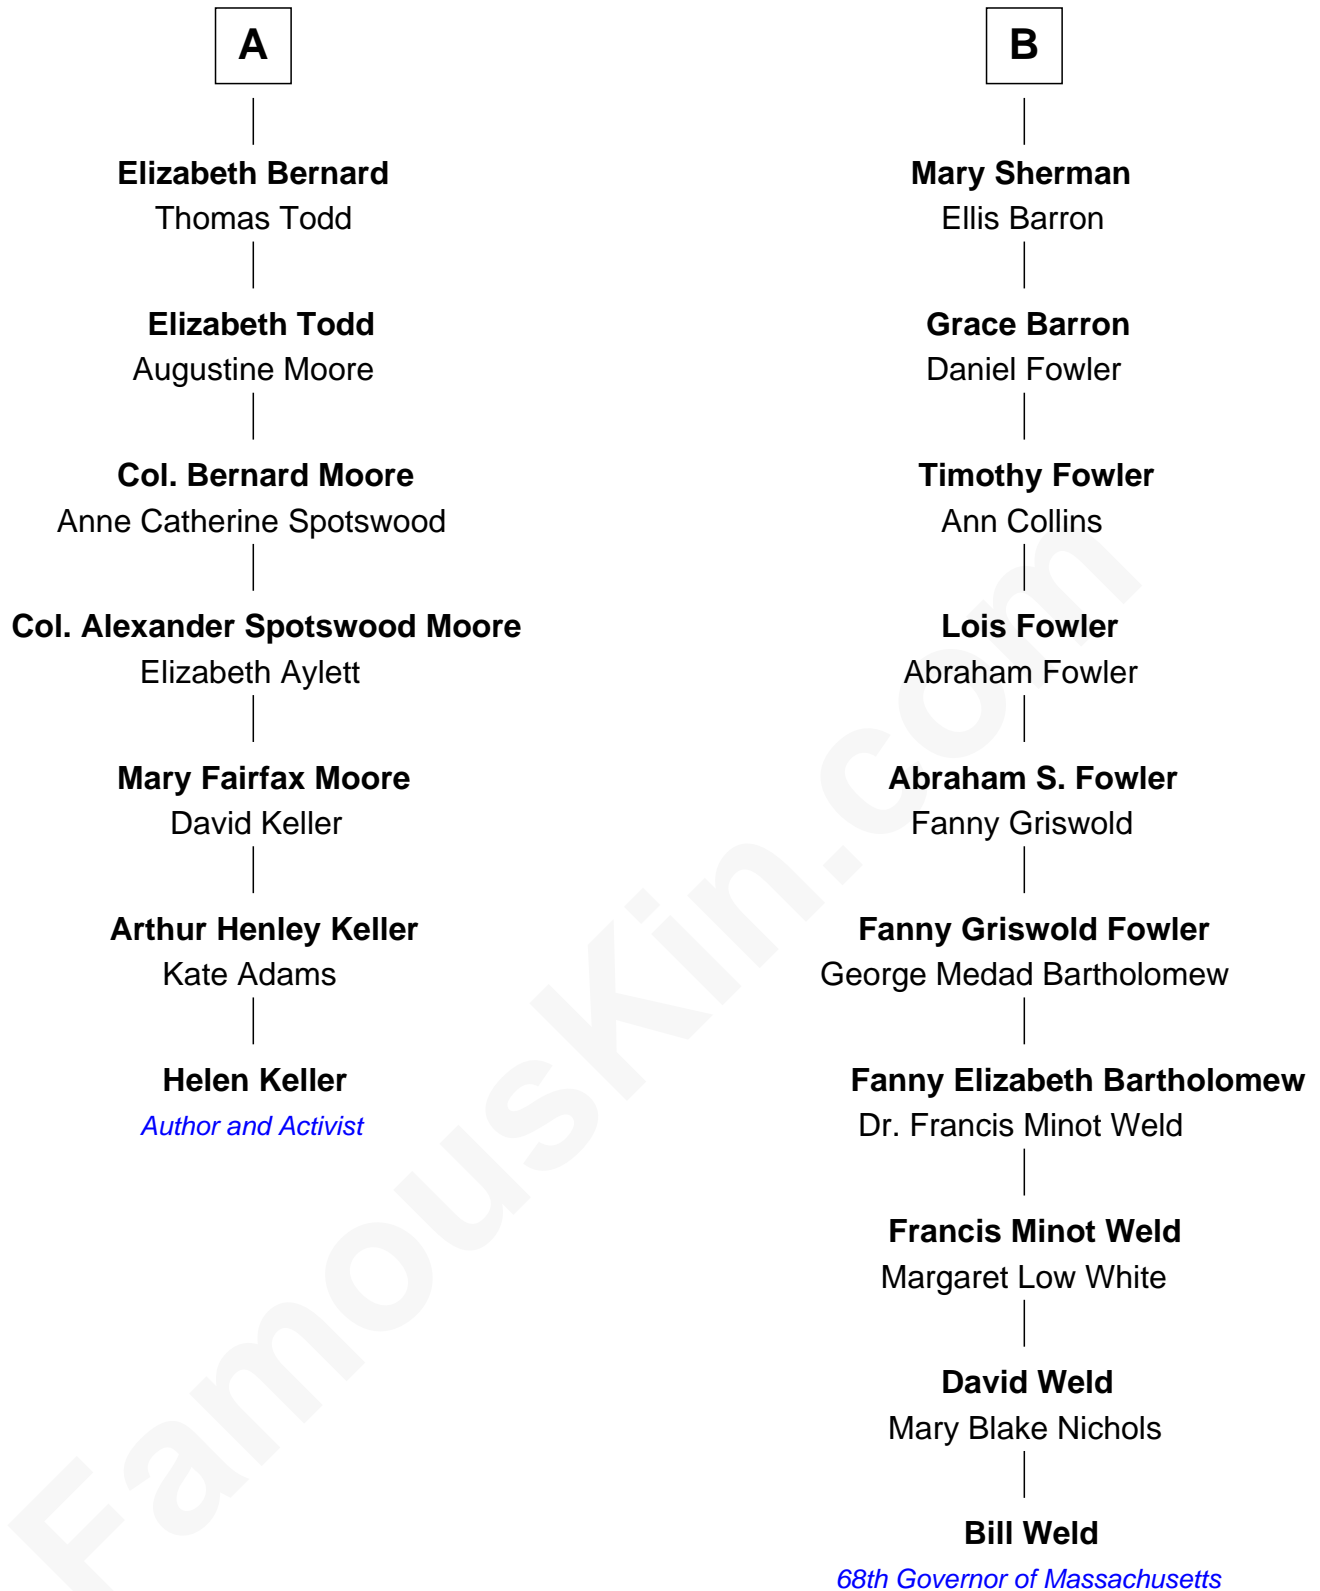 A
Elizabeth Bernard
Thomas Todd
Elizabeth Todd
Augustine Moore
Col. Bernard Moore
Anne Catherine Spotswood
Col. Alexander Spotswood Moore
Elizabeth Aylett
Mary Fairfax Moore
David Keller
Arthur Henley Keller
Kate Adams
Helen Keller
Author and Activist
B
Mary Sherman
Ellis Barron
Grace Barron
Daniel Fowler
Timothy Fowler
Ann Collins
Lois Fowler
Abraham Fowler
Abraham S. Fowler
Fanny Griswold
Fanny Griswold Fowler
George Medad Bartholomew
Fanny Elizabeth Bartholomew
Dr. Francis Minot Weld
Francis Minot Weld
Margaret Low White
David Weld
Mary Blake Nichols
Bill Weld
68th Governor of Massachusetts
FamousKin.com